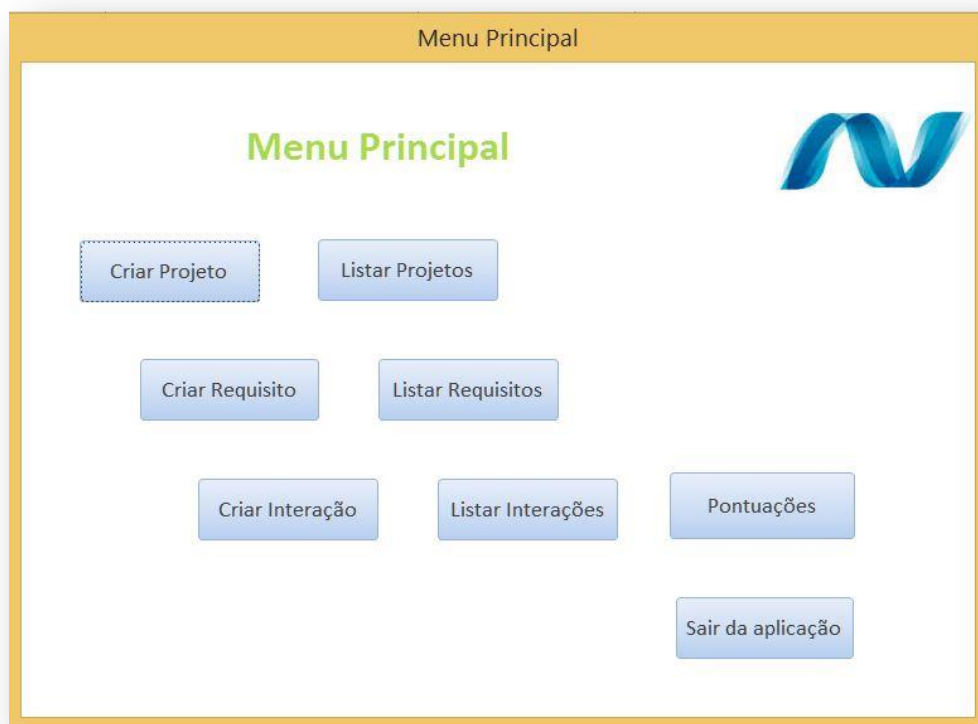 Menu Principal
Menu Principal
Criar Projeto
Listar Projetos
Criar Requisito
Listar Requisitos
Criar Interação
Listar Interações
Pontuações
Sair da aplicação